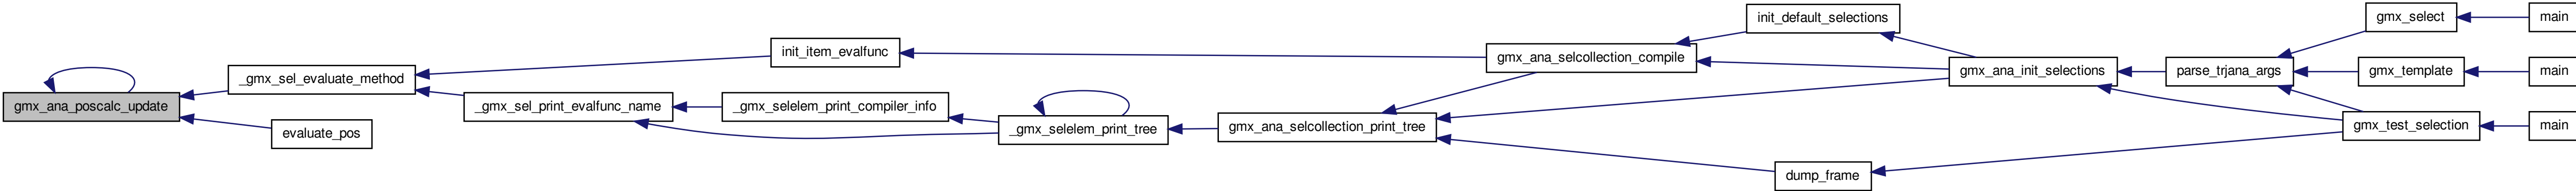 gmx_ana_poscalc_update
_gmx_sel_evaluate_method
evaluate_pos
init_item_evalfunc
_gmx_sel_print_evalfunc_name
_gmx_selelem_print_compiler_info
_gmx_selelem_print_tree
gmx_ana_selcollection_print_tree
gmx_ana_selcollection_compile
init_default_selections
dump_frame
gmx_ana_init_selections
parse_trjana_args
gmx_select
gmx_template
gmx_test_selection
main
main
main